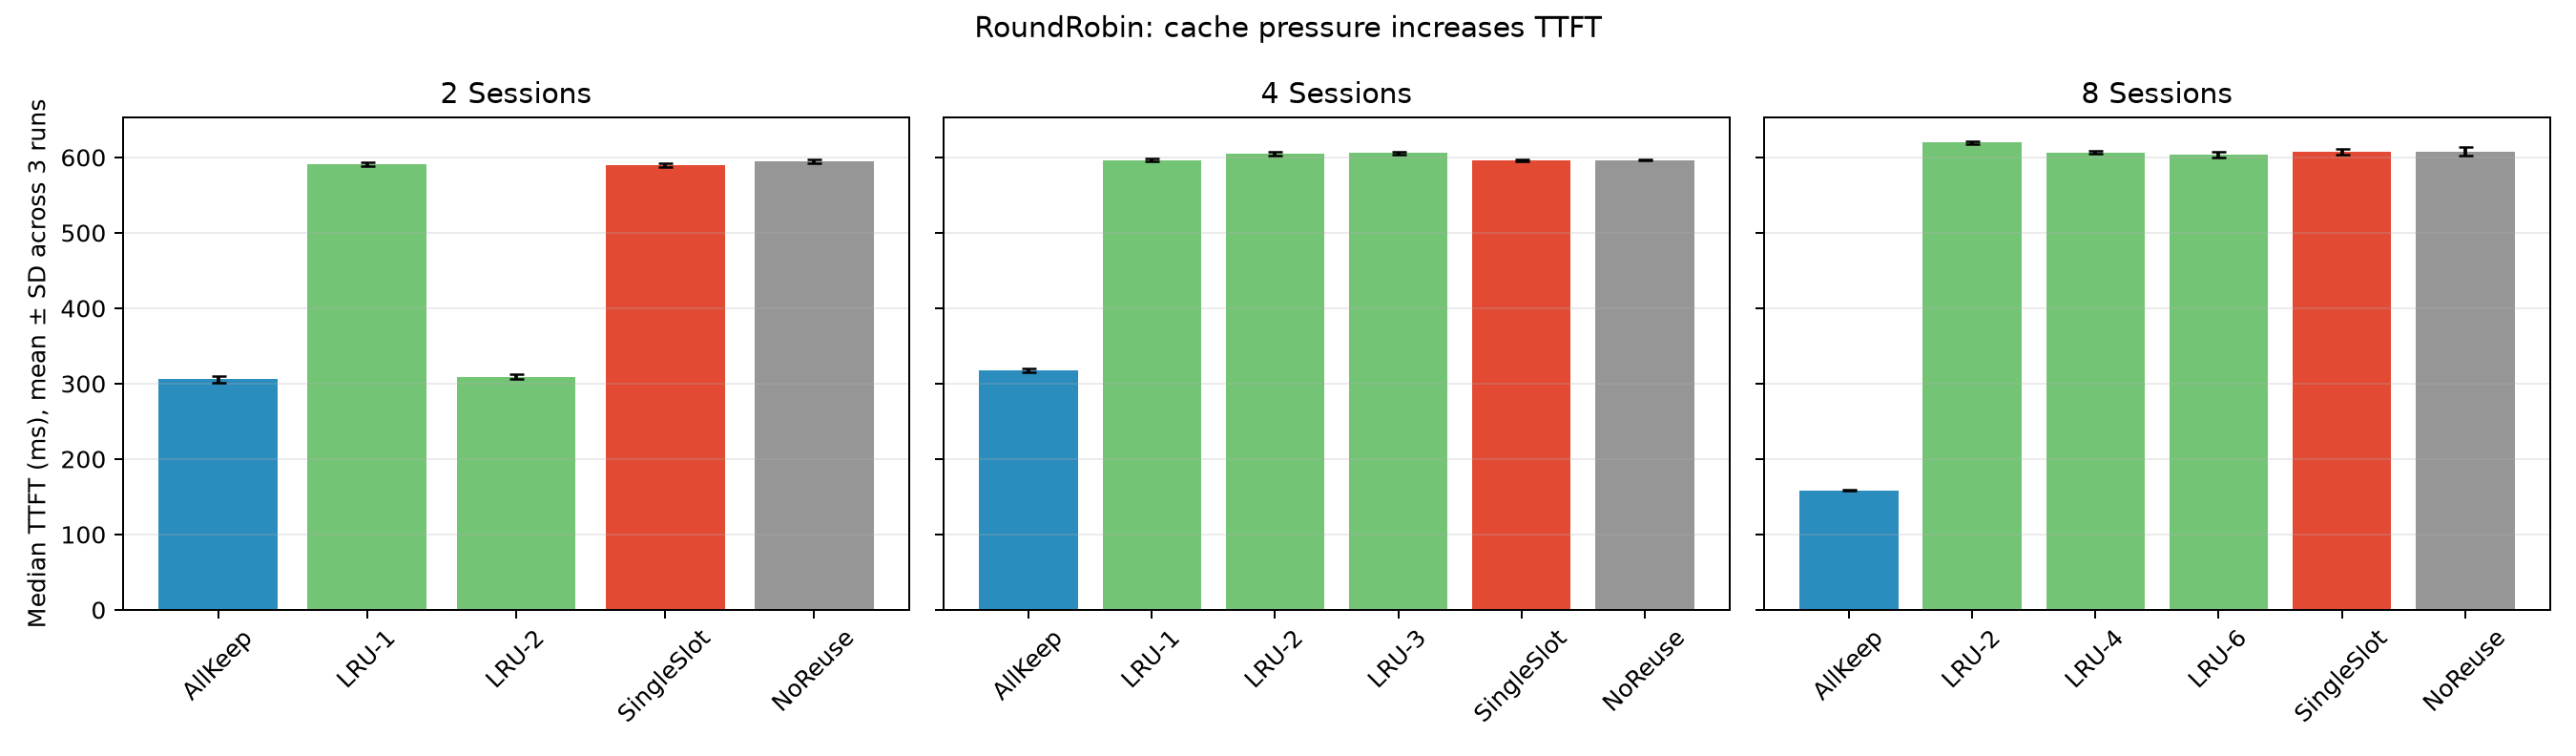 RoundRobin: cache pressure increases TTFT
2 Sessions
4 Sessions
8 Sessions
Median TTFT (ms), mean ± SD across 3 runs
600
500
400
300
200
100
0
AllKeep
LRU-1
LRU-2
SingleSlot
NoReuse
AllKeep
LRU-1
LRU-2
LRU-3
SingleSlot
NoReuse
AllKeep
LRU-2
LRU-4
LRU-6
SingleSlot
NoReuse